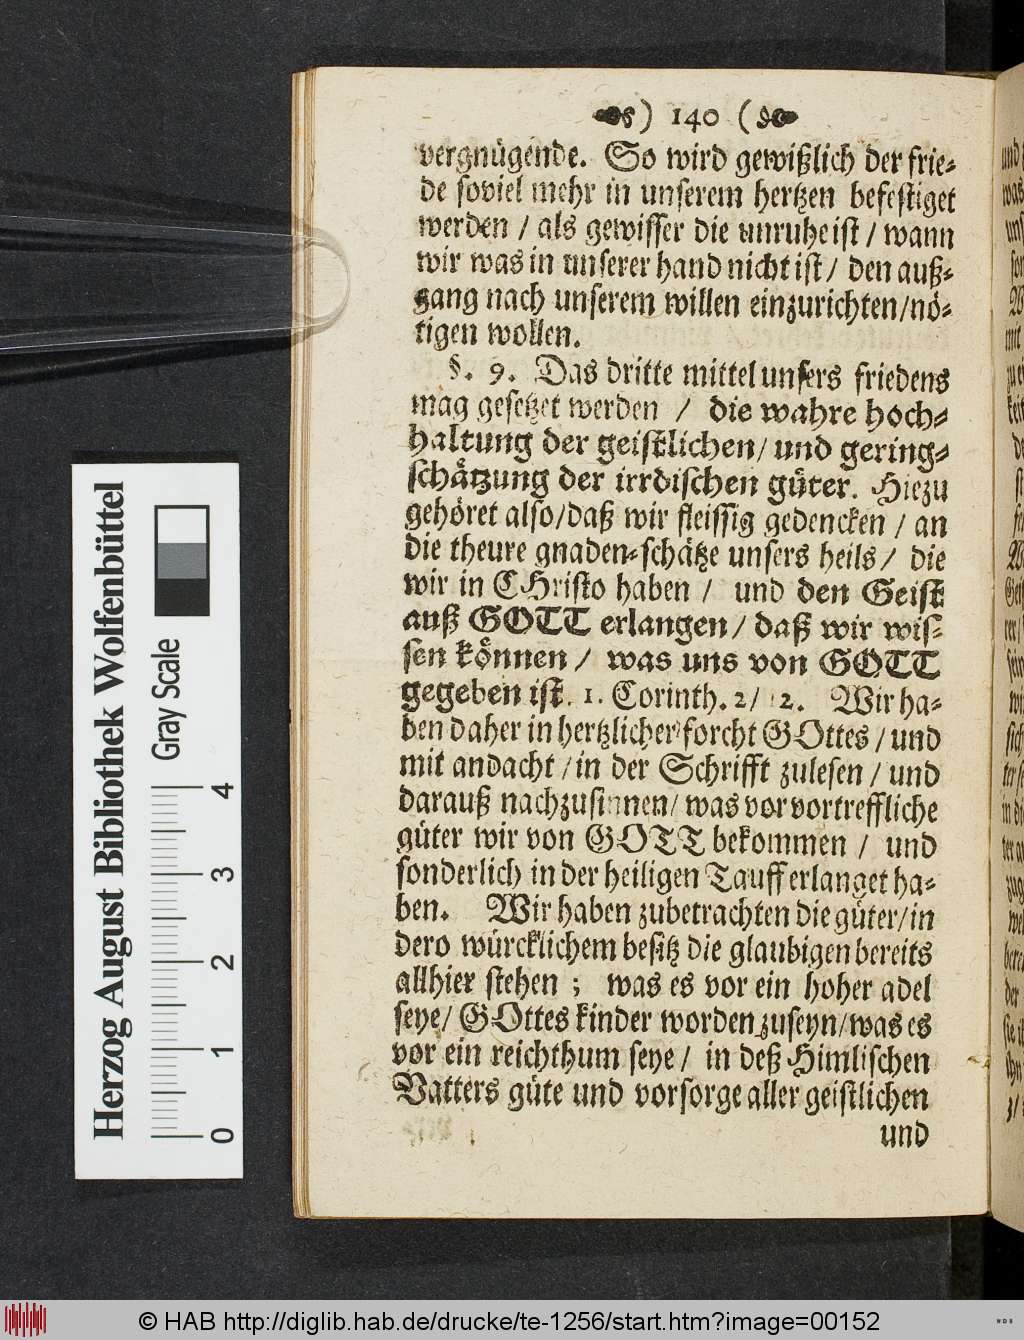 ) 140 (
vergnügende. So wird gewißlich der frie-
de soviel mehr in unserem hertzen befestiget
werden / als gewisser die unruhe ist / wann
wir was in unserer hand nicht ist / den auß-
gang nach unserem willen einzurichten / nö-
tigen wollen.
§. 9. Das dritte mittel unsers friedens
mag gesetzet werden / die wahre hoch-
haltung der geistlichen / und gering-
schätzung der irrdischen güter. Hiezu
gehöret also / daß wir fleissig gedencken / an
die theure gnaden-schätze unsers heils / die
wir in CHristo haben / und den Geist
auß GOTT erlangen / daß wir wis-
sen können / was uns von GOTT
gegeben ist. 1. Corinth. 2 / 2. Wir ha-
ben daher in hertzlicher forcht GOttes / und
mit andacht / in der Schrifft zulesen / und
darauß nachzusinnen / was vor vortreffliche
güter wir von GOTT bekommen / und
sonderlich in der heiligen Tauff erlanget ha-
ben. Wir haben zubetrachten die güter / in
dero würcklichem besitz die glaubigen bereits
allhier stehen ; was es vor ein hoher adel
seye / GOttes kinder worden zuseyn / was es
vor ein reichthum seye / in deß Himlischen
Vatters güte und vorsorge aller geistlichen
und
Herzog August Bibliothek Wolfenbüttel
Gray Scale
0 1 2 3 4
© HAB http://diglib.hab.de/drucke/te-1256/start.htm?image=00152